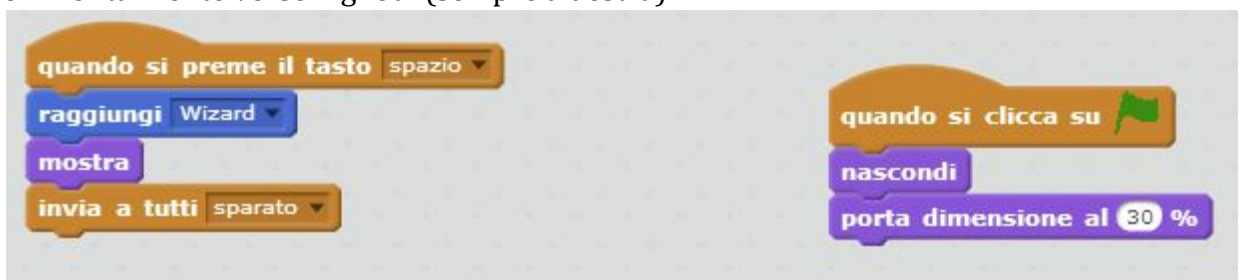 quando si preme il tasto spazio
raggiungi Wizard
mostra
invia a tutti sparato
quando si clicca su
nascondi
porta dimensione al 30 %